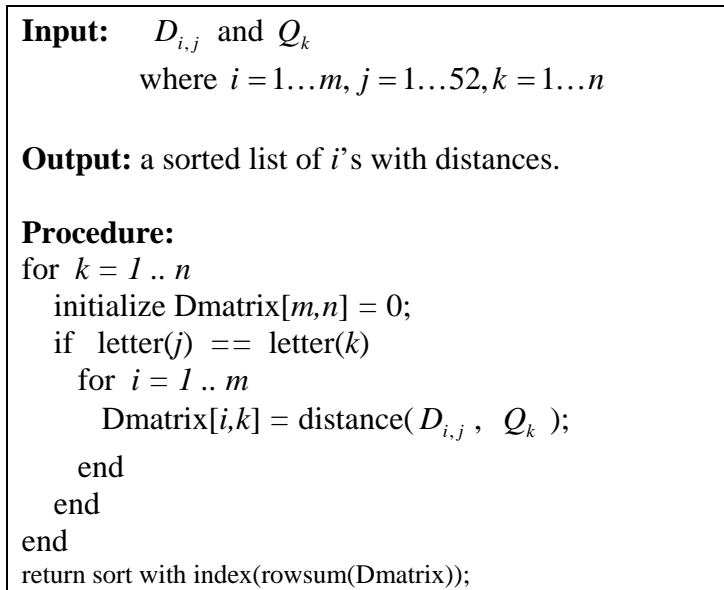 Input: D_{i,j} and Q_k
where i = 1…m, j = 1…52, k = 1…n
Output: a sorted list of i’s with distances.
Procedure:
for k = 1 .. n
initialize Dmatrix[m,n] = 0;
if letter(j) == letter(k)
for i = 1 .. m
Dmatrix[i,k] = distance( D_{i,j} , Q_k );
end
end
end
return sort with index(rowsum(Dmatrix));